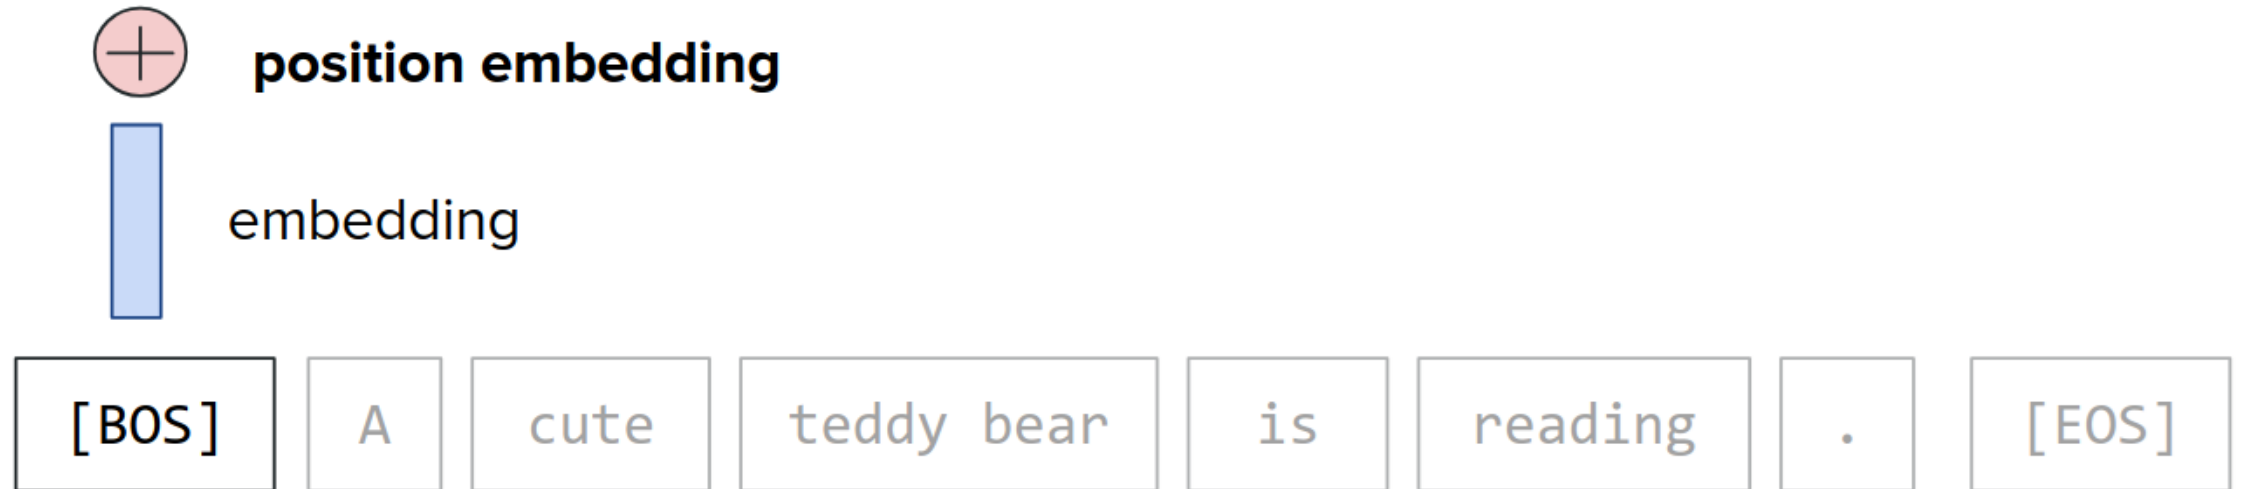 position embedding
embedding
[BOS] A cute teddy bear is reading . [EOS]